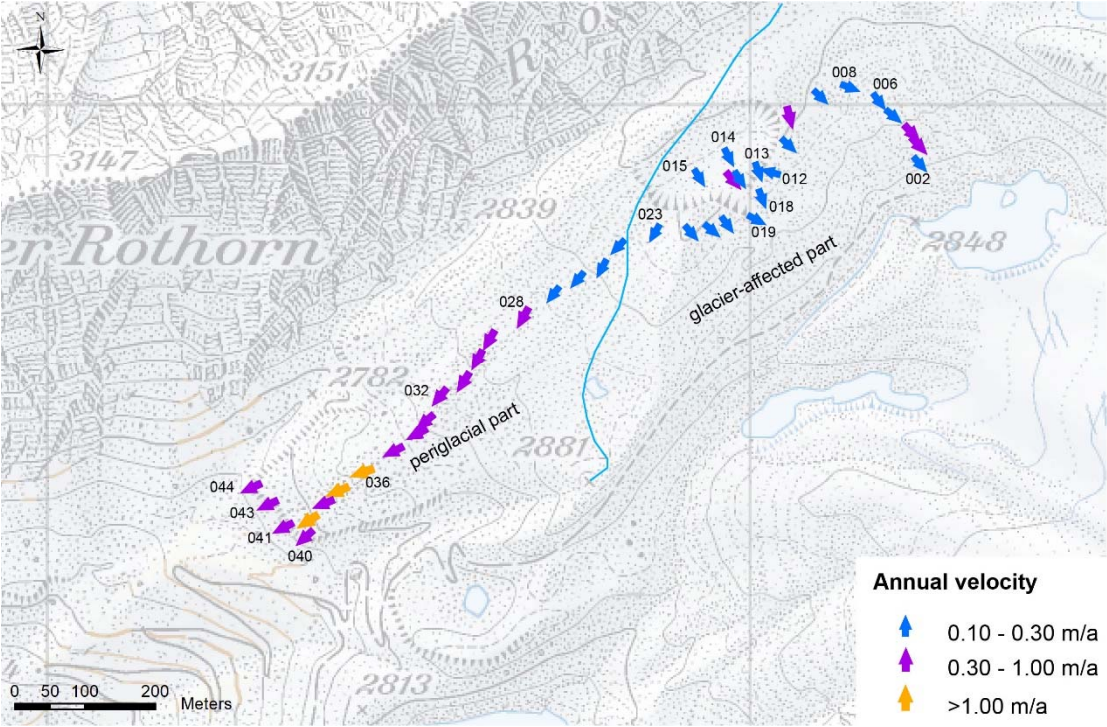 N
3151
3147
er Rothorn
2839
2848
2782
2881
2813
008
006
002
014
013
015
012
018
023
019
glacier-affected part
028
032
periglacial part
036
044
043
041
040
Annual velocity
0.10 - 0.30 m/a
0.30 - 1.00 m/a
>1.00 m/a
0 50 100 200 Meters